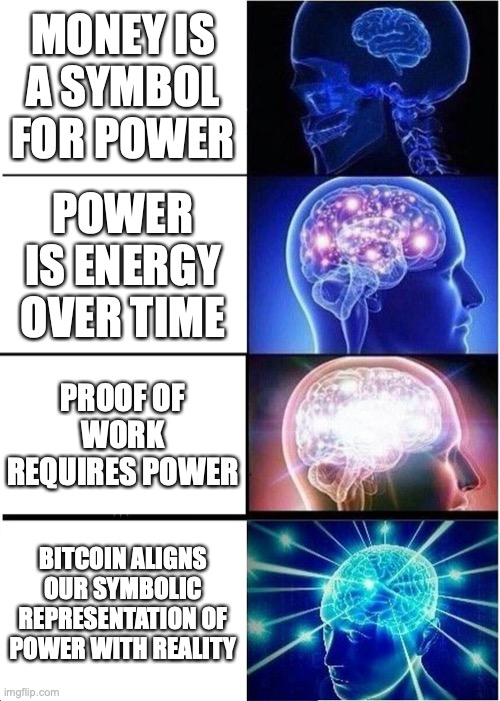 MONEY IS
A SYMBOL
FOR POWER
POWER
IS ENERGY
OVER TIME
PROOF OF
WORK
REQUIRES POWER
BITCOIN ALIGNS
OUR SYMBOLIC
REPRESENTATION OF
POWER WITH REALITY
imgflip.com